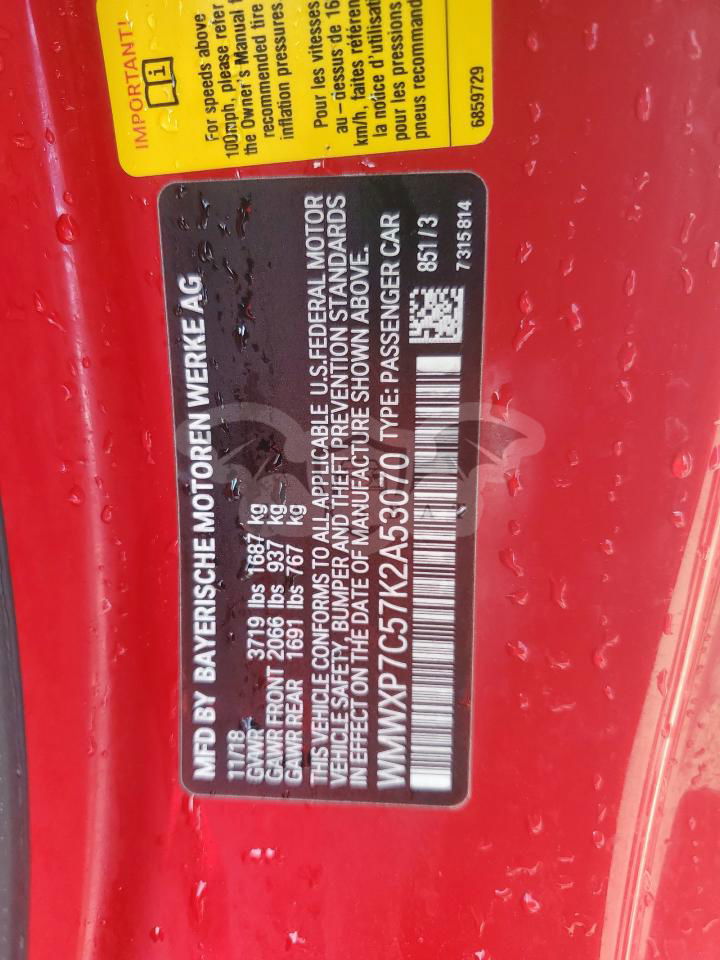 IMPORTANT!
For speeds above
100mph, please refer
the Owner's Manual f
recommended tire
inflation pressures
Pour les vitesses
au-dessus de 16
km/h, faites référen
la notice d'utilisat
pour les pressions
pneus recommand
6859729
MFD BY BAYERISCHE MOTOREN WERKE AG
11/18
GVWR 3719 lbs 1687 kg
GAWR FRONT 2066 lbs 937 kg
GAWR REAR 1691 lbs 767 kg
THIS VEHICLE CONFORMS TO ALL APPLICABLE U.S.FEDERAL MOTOR
VEHICLE SAFETY, BUMPER AND THEFT PREVENTION STANDARDS
IN EFFECT ON THE DATE OF MANUFACTURE SHOWN ABOVE.
WMWXP7C57K2A53070 TYPE: PASSENGER CAR
851/3
7315814